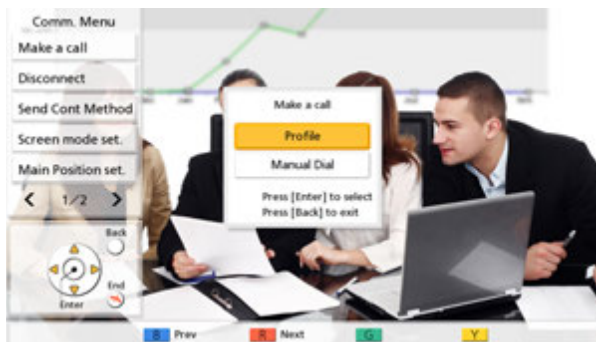 Comm. Menu
Make a call
Disconnect
Send Cont Method
Screen mode set.
Main Position set.
1/2
Back
End
Enter
Make a call
Profile
Manual Dial
Press [Enter] to select
Press [Back] to exit
B Prev R Next G Y